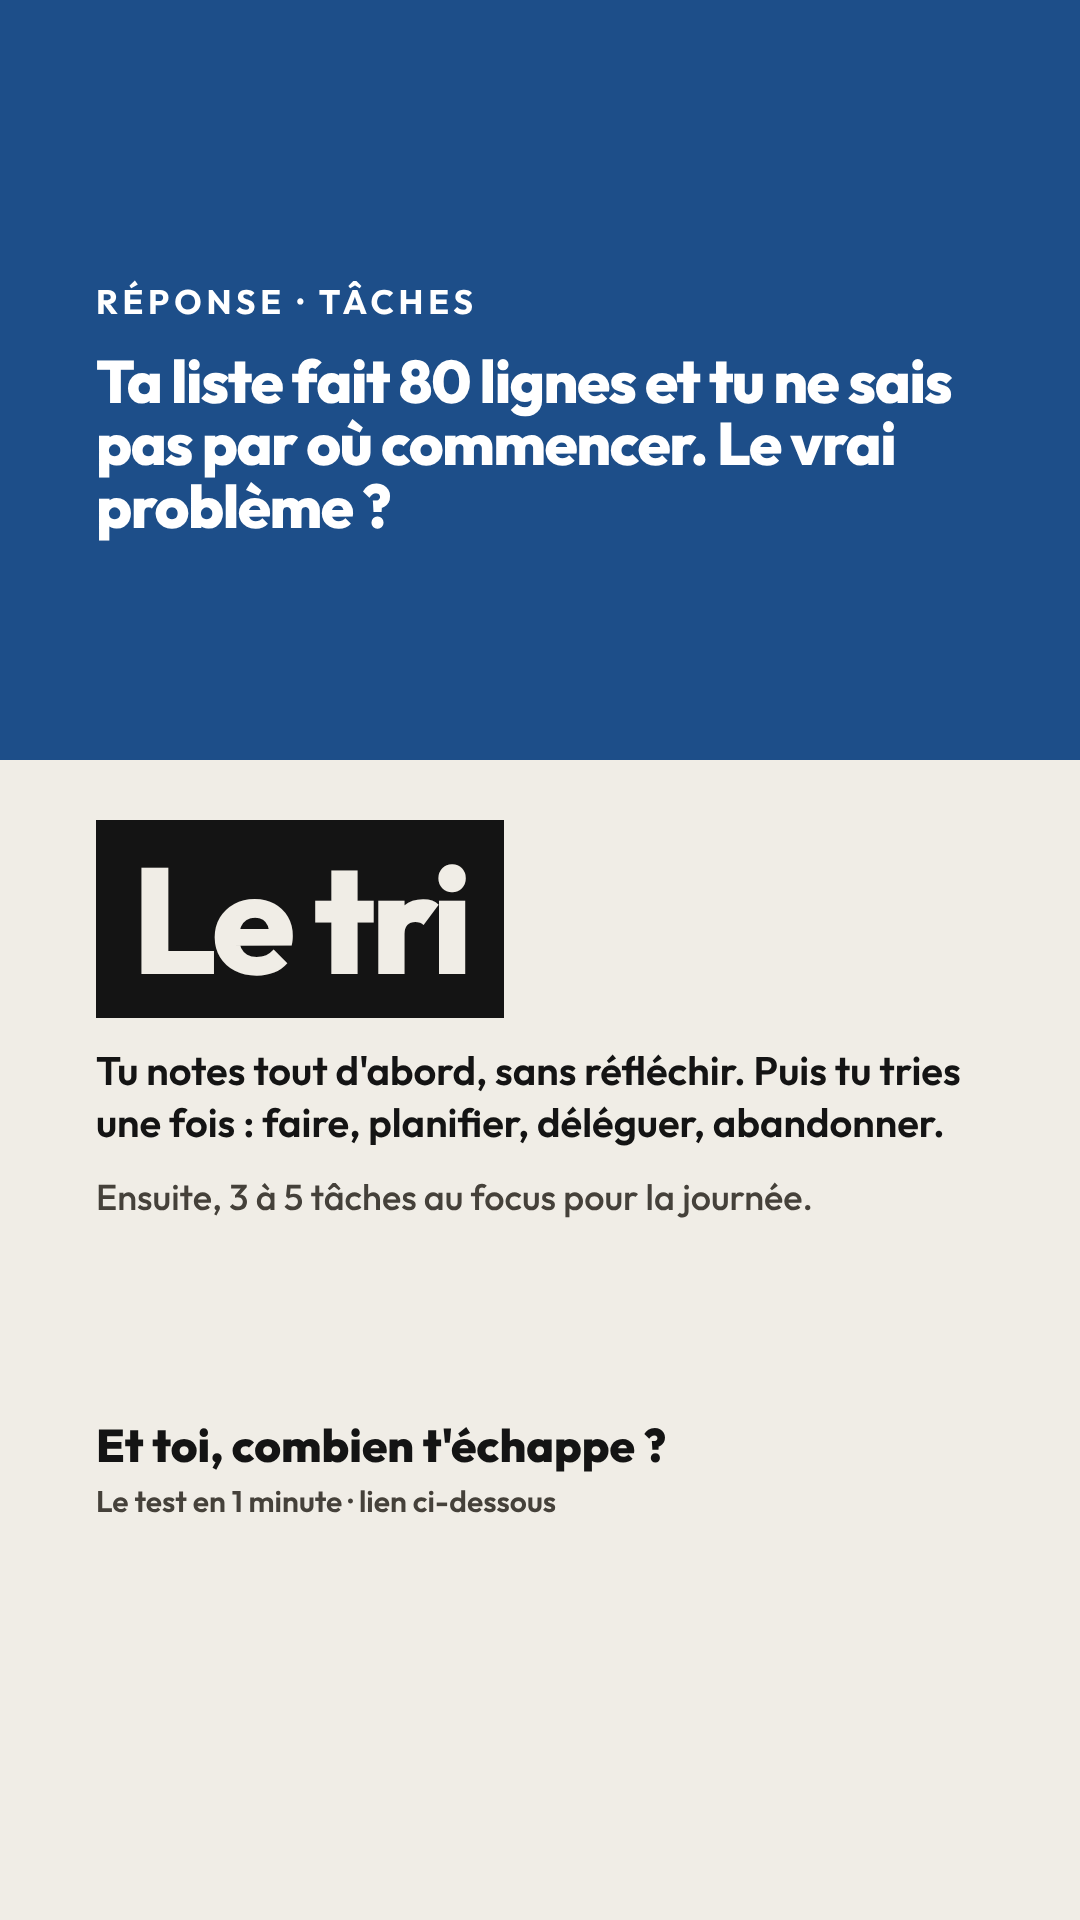 RÉPONSE · TÂCHES
Ta liste fait 80 lignes et tu ne sais
pas par où commencer. Le vrai
problème ?
Le tri
Tu notes tout d'abord, sans réfléchir. Puis tu tries
une fois : faire, planifier, déléguer, abandonner.
Ensuite, 3 à 5 tâches au focus pour la journée.
Et toi, combien t'échappe ?
Le test en 1 minute · lien ci-dessous